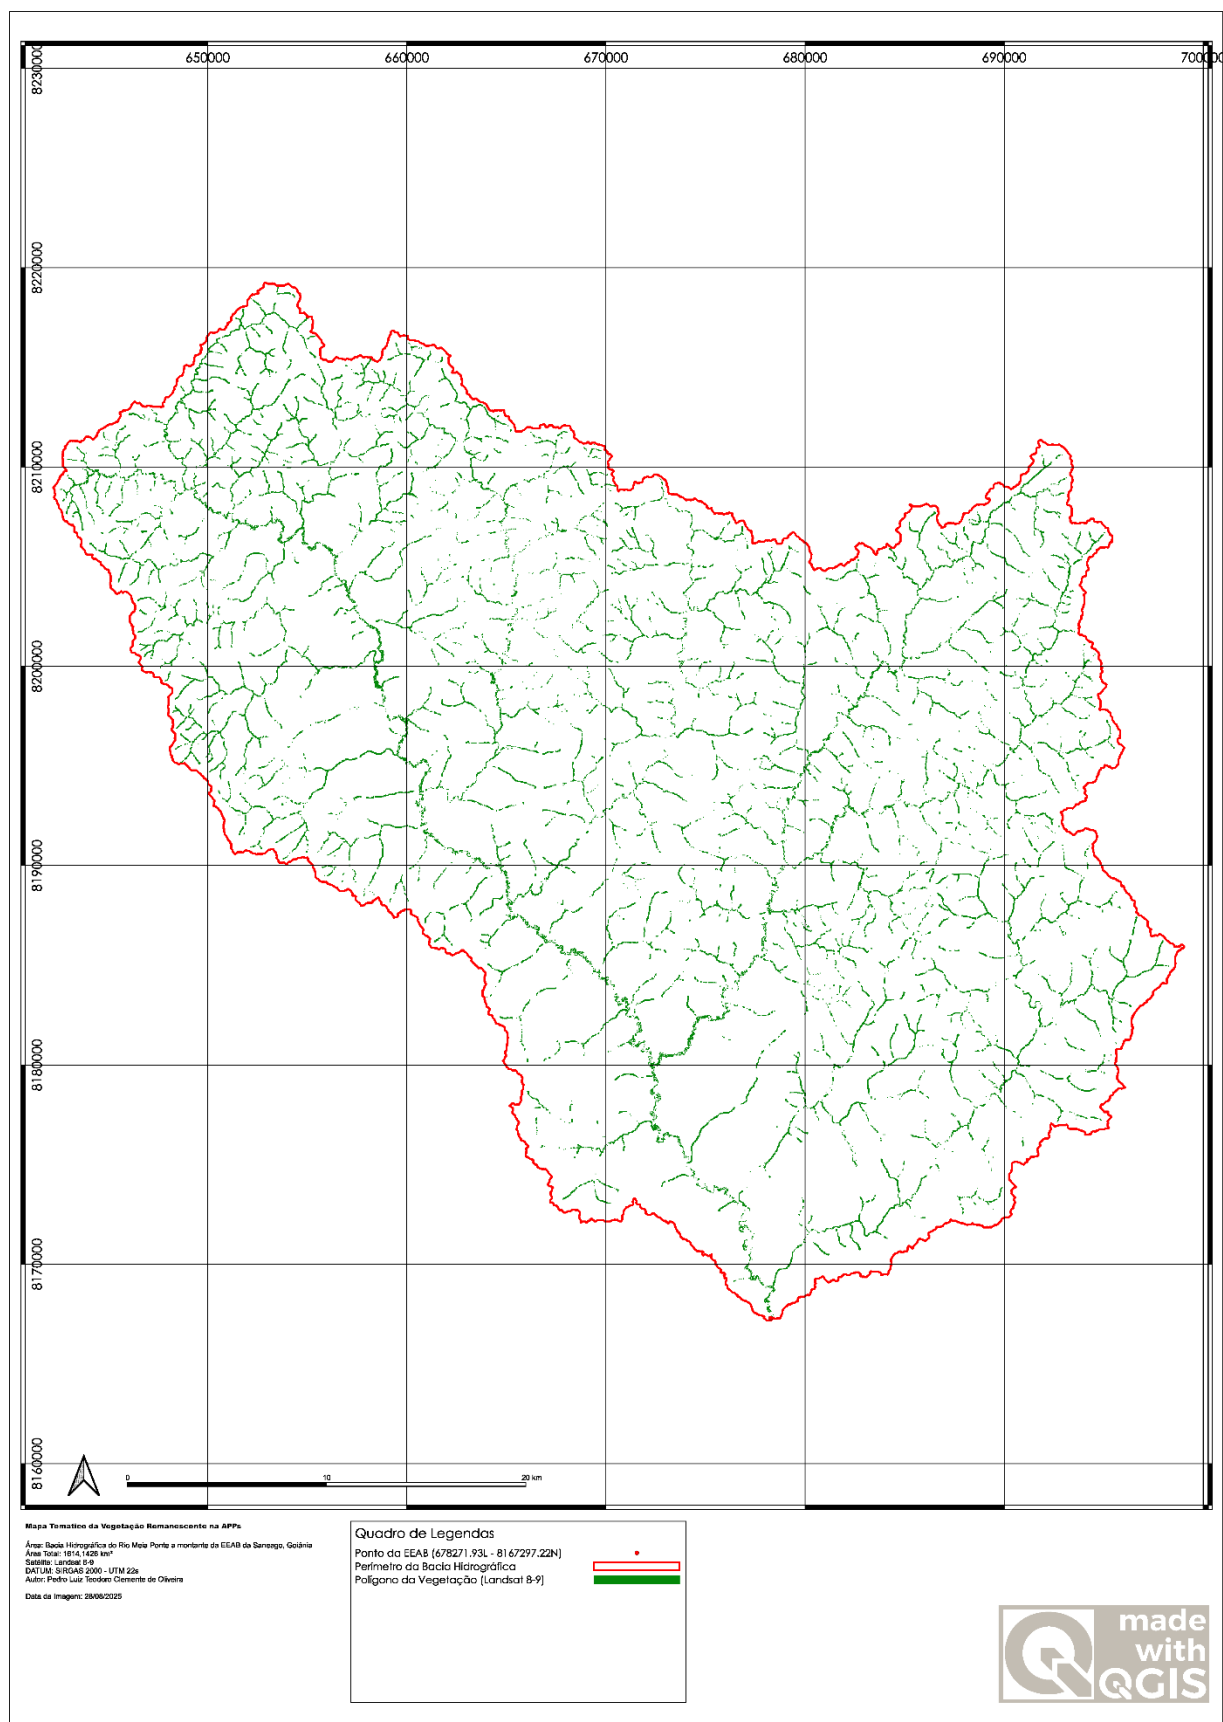 650000 660000 670000 680000 690000 700000
8230000
8220000
8210000
8200000
8190000
8180000
8170000
8160000
0 10 20 km
Mapa Tematico da Vegetação Remanescente na APPs
Área: Bacia Hidrográfica do Rio Meia Ponte a montante da EEAB da Saneago, Goiânia
Área Total: 1614,1426 km²
Satélite: Landsat 8-9
DATUM: SIRGAS 2000 - UTM 22s
Autor: Pedro Luiz Teodoro Clemente de Oliveira
Data da Imagem: 28/06/2025
Quadro de Legendas
Ponto da EEAB (678271.93L - 8167297.22N)
Perímetro da Bacia Hidrográfica
Polígono da Vegetação (Landsat 8-9)
made
with
QGIS